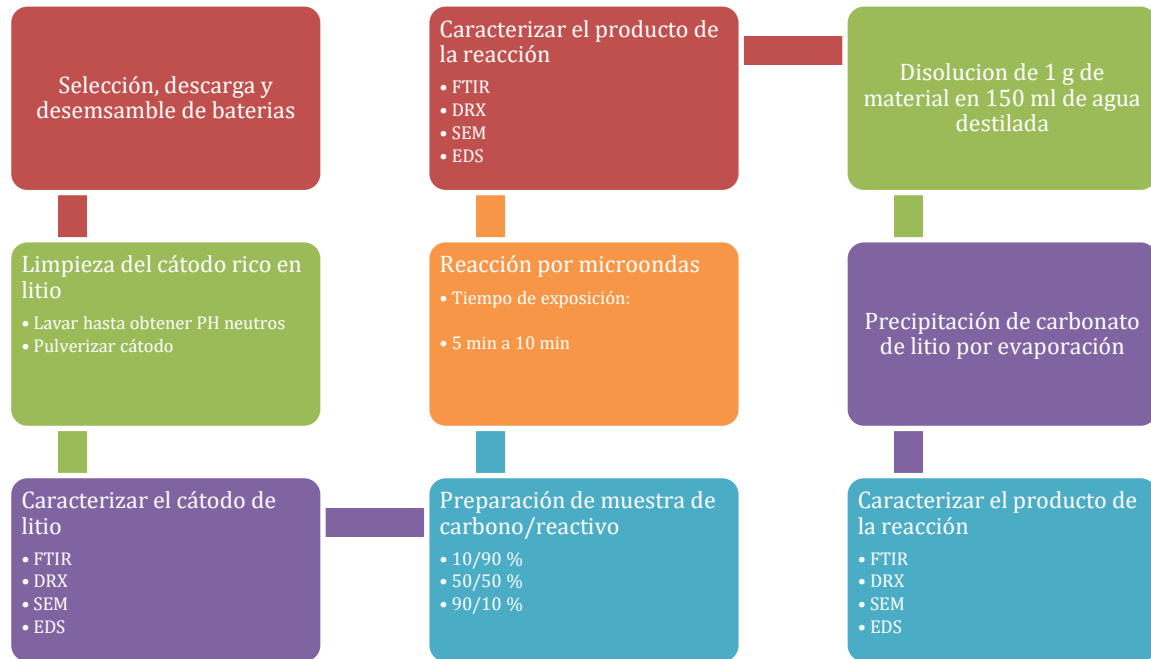 Selección, descarga y
desemsamble de baterias
Limpieza del cátodo rico en
litio
• Lavar hasta obtener PH neutros
• Pulverizar cátodo
Caracterizar el cátodo de
litio
• FTIR
• DRX
• SEM
• EDS
Preparación de muestra de
carbono/reactivo
• 10/90 %
• 50/50 %
• 90/10 %
Reacción por microondas
• Tiempo de exposición:
• 5 min a 10 min
Caracterizar el producto de
la reacción
• FTIR
• DRX
• SEM
• EDS
Disolucion de 1 g de
material en 150 ml de agua
destilada
Precipitación de carbonato
de litio por evaporación
Caracterizar el producto de
la reacción
• FTIR
• DRX
• SEM
• EDS